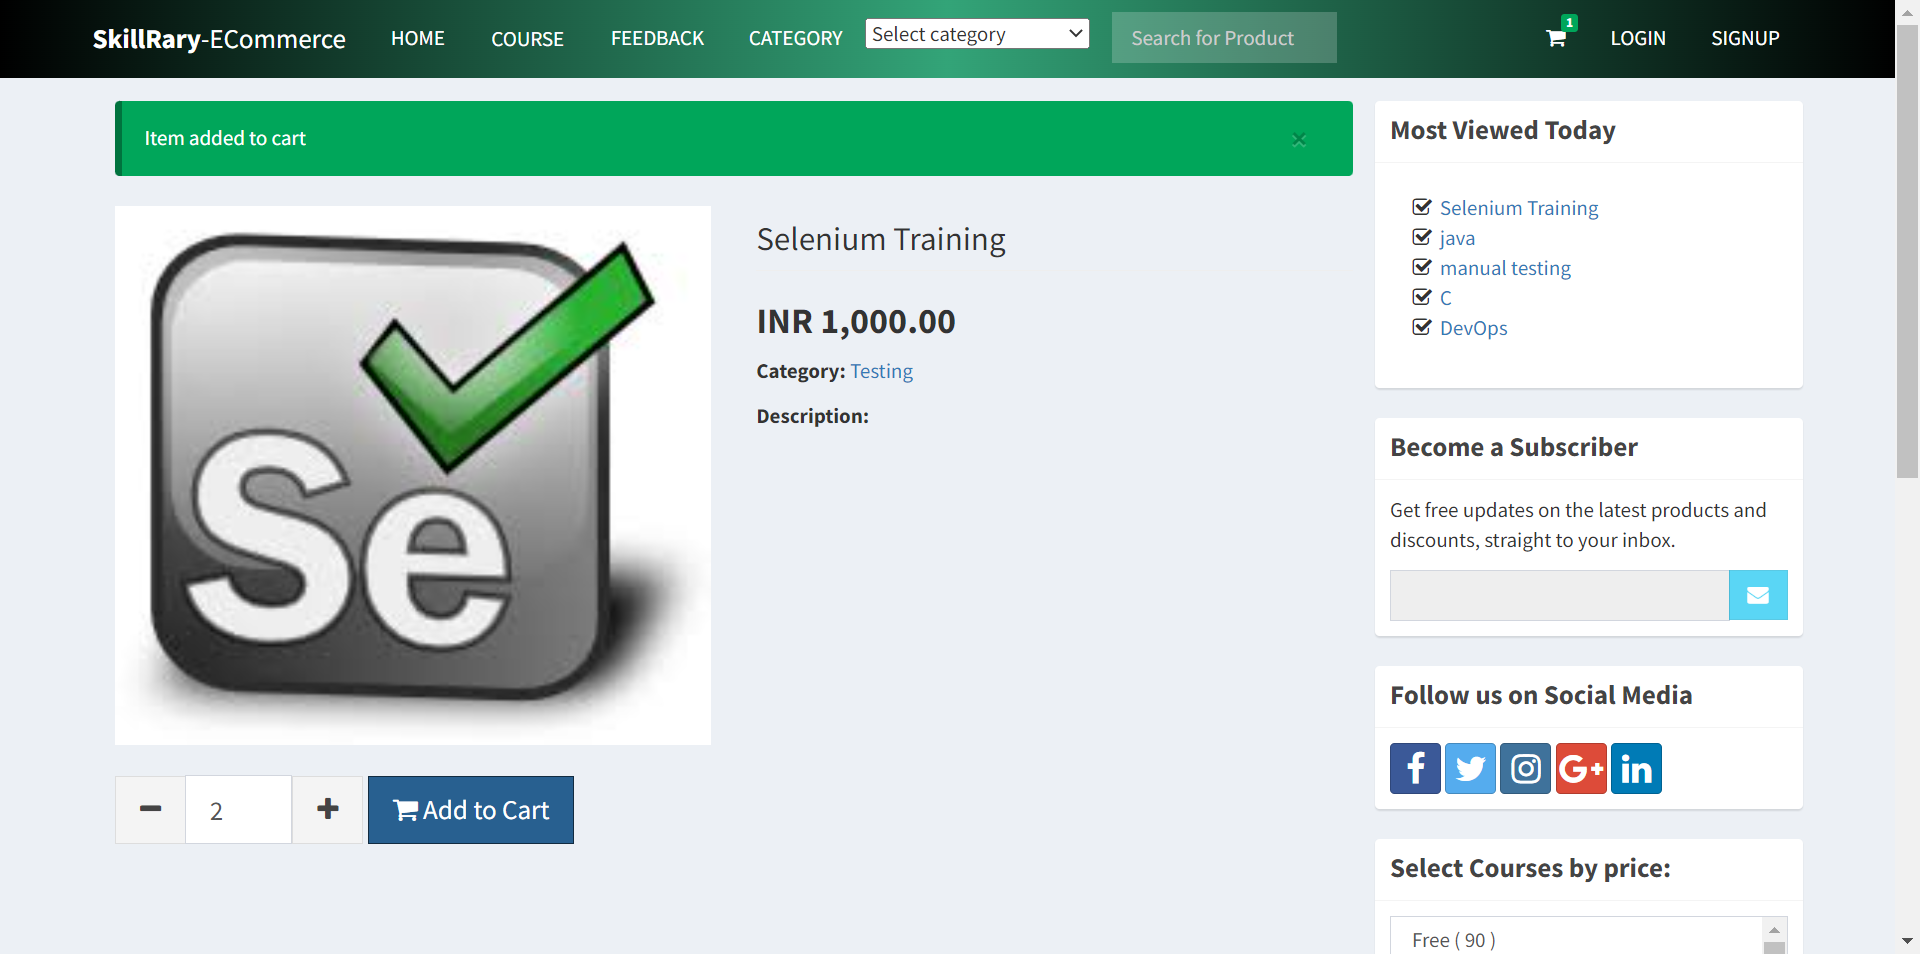 SkillRary-ECommerce
HOME
COURSE
FEEDBACK
CATEGORY
Select category
Search for Product
1
LOGIN
SIGNUP
Item added to cart
×
Se
Selenium Training
INR 1,000.00
Category: Testing
Description:
2
Add to Cart
Most Viewed Today
Selenium Training
java
manual testing
C
DevOps
Become a Subscriber
Get free updates on the latest products and
discounts, straight to your inbox.
Follow us on Social Media
f
G+
in
Select Courses by price:
Free ( 90 )